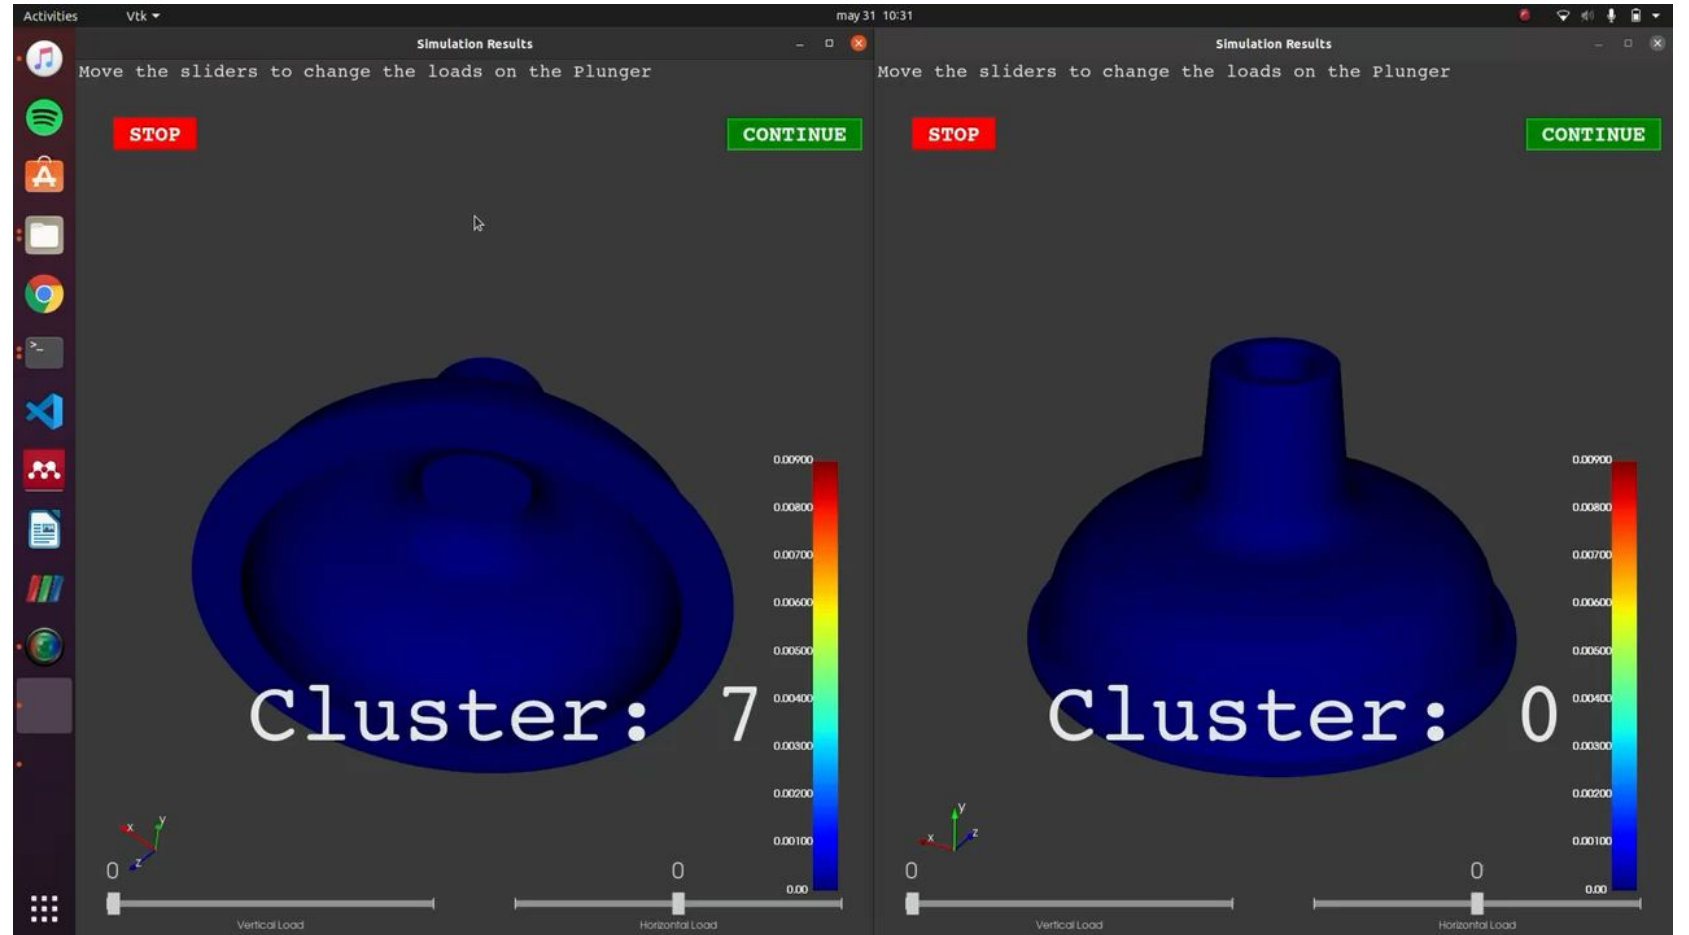 Activities Vtk may 31 10:31
Simulation Results
Move the sliders to change the loads on the Plunger
STOP CONTINUE
0.00900
0.00800
0.00700
0.00600
0.00500
Cluster: 7
0.00400
0.00300
0.00200
0.00100
0.00
x y z
0 0
Vertical Load Horizontal Load
Simulation Results
Move the sliders to change the loads on the Plunger
STOP CONTINUE
0.00900
0.00800
0.00700
0.00600
0.00500
Cluster: 0
0.00400
0.00300
0.00200
0.00100
0.00
x y z
0 0
Vertical Load Horizontal Load